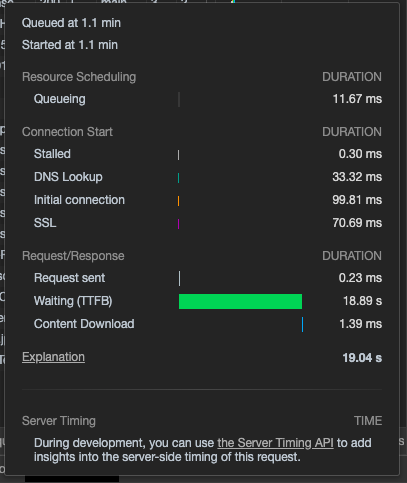 Queued at 1.1 min
Started at 1.1 min
Resource Scheduling DURATION
Queueing 11.67 ms
Connection Start DURATION
Stalled 0.30 ms
DNS Lookup 33.32 ms
Initial connection 99.81 ms
SSL 70.69 ms
Request/Response DURATION
Request sent 0.23 ms
Waiting (TTFB) 18.89 s
Content Download 1.39 ms
Explanation 19.04 s
Server Timing TIME
During development, you can use the Server Timing API to add
insights into the server-side timing of this request.